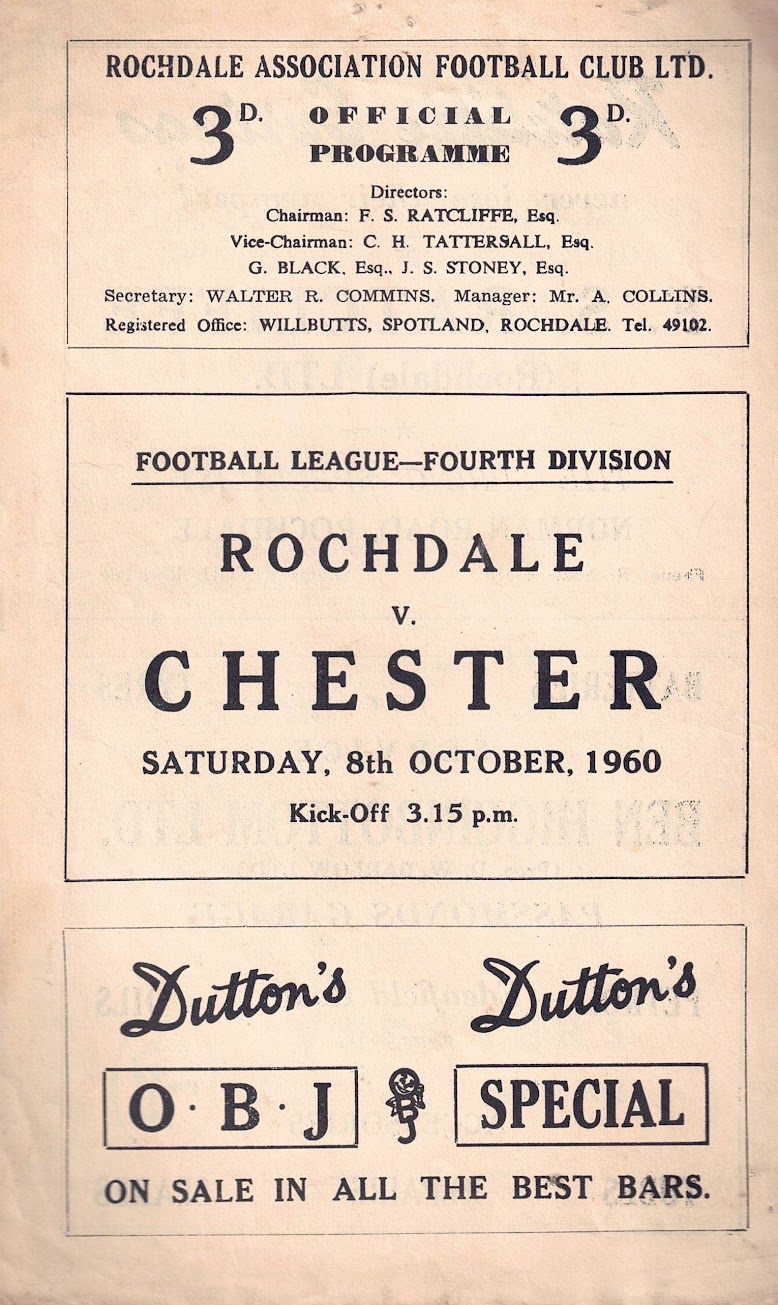 ROCHDALE ASSOCIATION FOOTBALL CLUB LTD.
3D. OFFICIAL PROGRAMME 3D.
Directors:
Chairman: F. S. RATCLIFFE, Esq.
Vice-Chairman: C. H. TATTERSALL, Esq.
G. BLACK, Esq., J. S. STONEY, Esq.
Secretary: WALTER R. COMMINS. Manager: Mr. A. COLLINS.
Registered Office: WILLBUTTS, SPOTLAND, ROCHDALE. Tel. 49102.
FOOTBALL LEAGUE—FOURTH DIVISION
ROCHDALE
V.
CHESTER
SATURDAY, 8th OCTOBER, 1960
Kick-Off 3.15 p.m.
Dutton's Dutton's
O·B·J OBJ SPECIAL
ON SALE IN ALL THE BEST BARS.